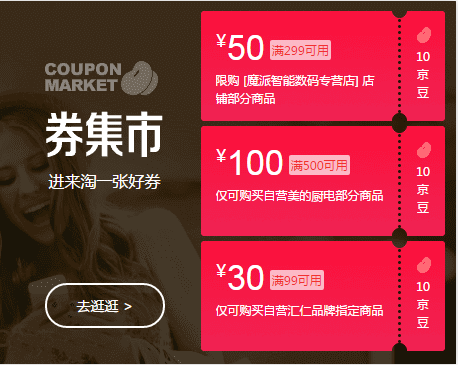 COUPON
MARKET
券集市
进来淘一张好券
去逛逛 >
¥50 满299可用
限购 [魔派智能数码专营店] 店
铺部分商品
10
京
豆
¥100 满500可用
仅可购买自营美的厨电部分商品
10
京
豆
¥30 满99可用
仅可购买自营汇仁品牌指定商品
10
京
豆